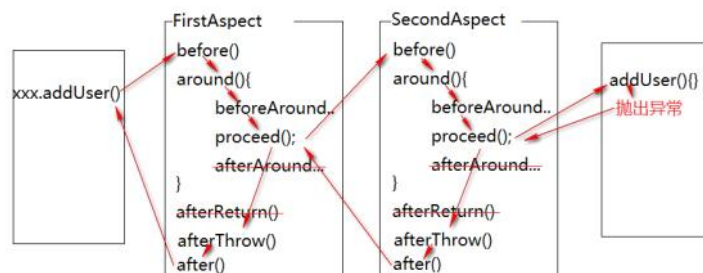 xxx.addUser()
FirstAspect
before()
around(){
beforeAround..
proceed();
afterAround...
}
afterReturn()
afterThrow()
after()
SecondAspect
before()
around(){
beforeAround..
proceed();
afterAround...
}
afterReturn()
afterThrow()
after()
addUser(){}
抛出异常